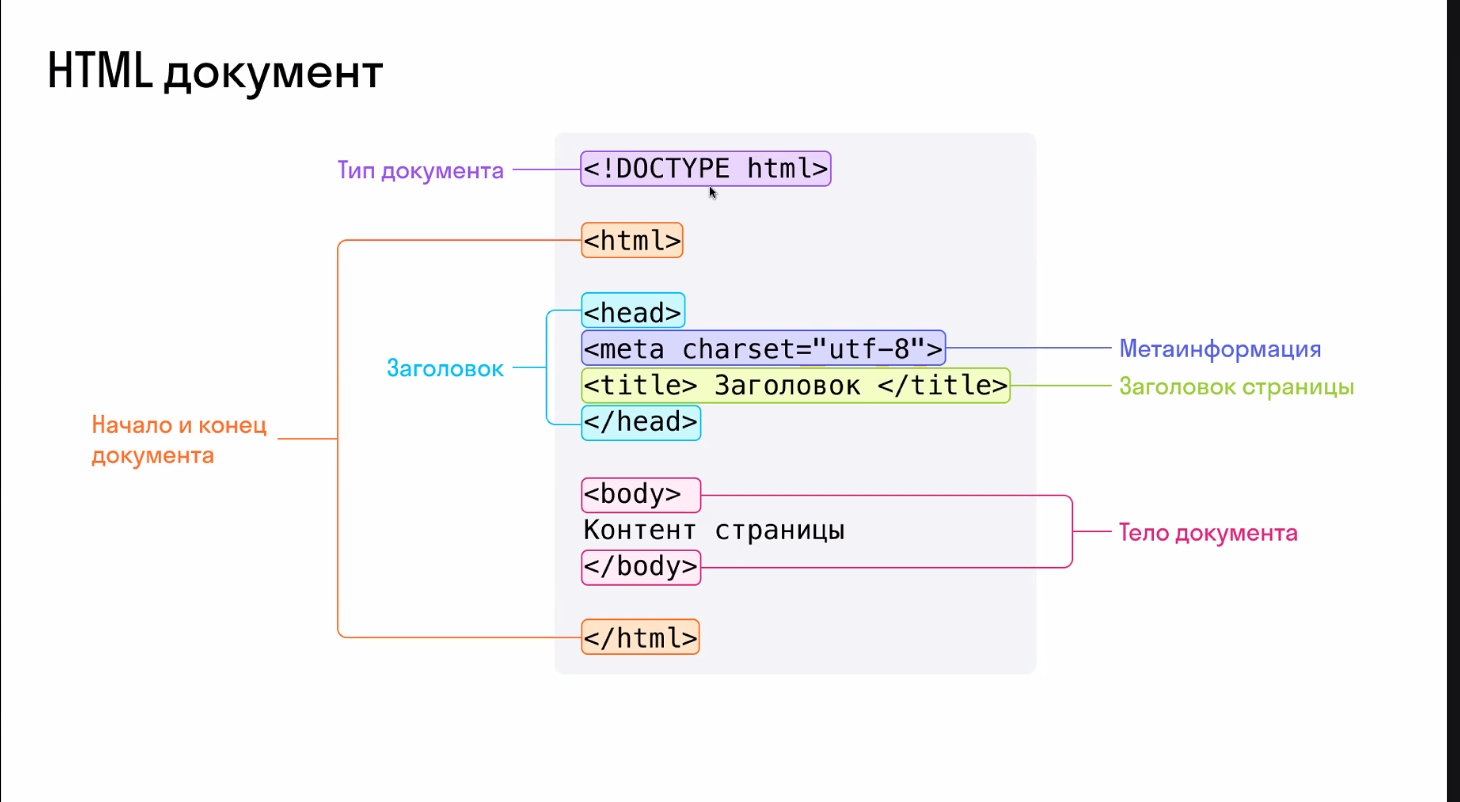 HTML документ
Тип документа
<!DOCTYPE html>
<html>
<head>
<meta charset="utf-8">
Метаинформация
Заголовок
<title> Заголовок </title>
Заголовок страницы
</head>
Начало и конец
документа
<body>
Контент страницы
Тело документа
</body>
</html>